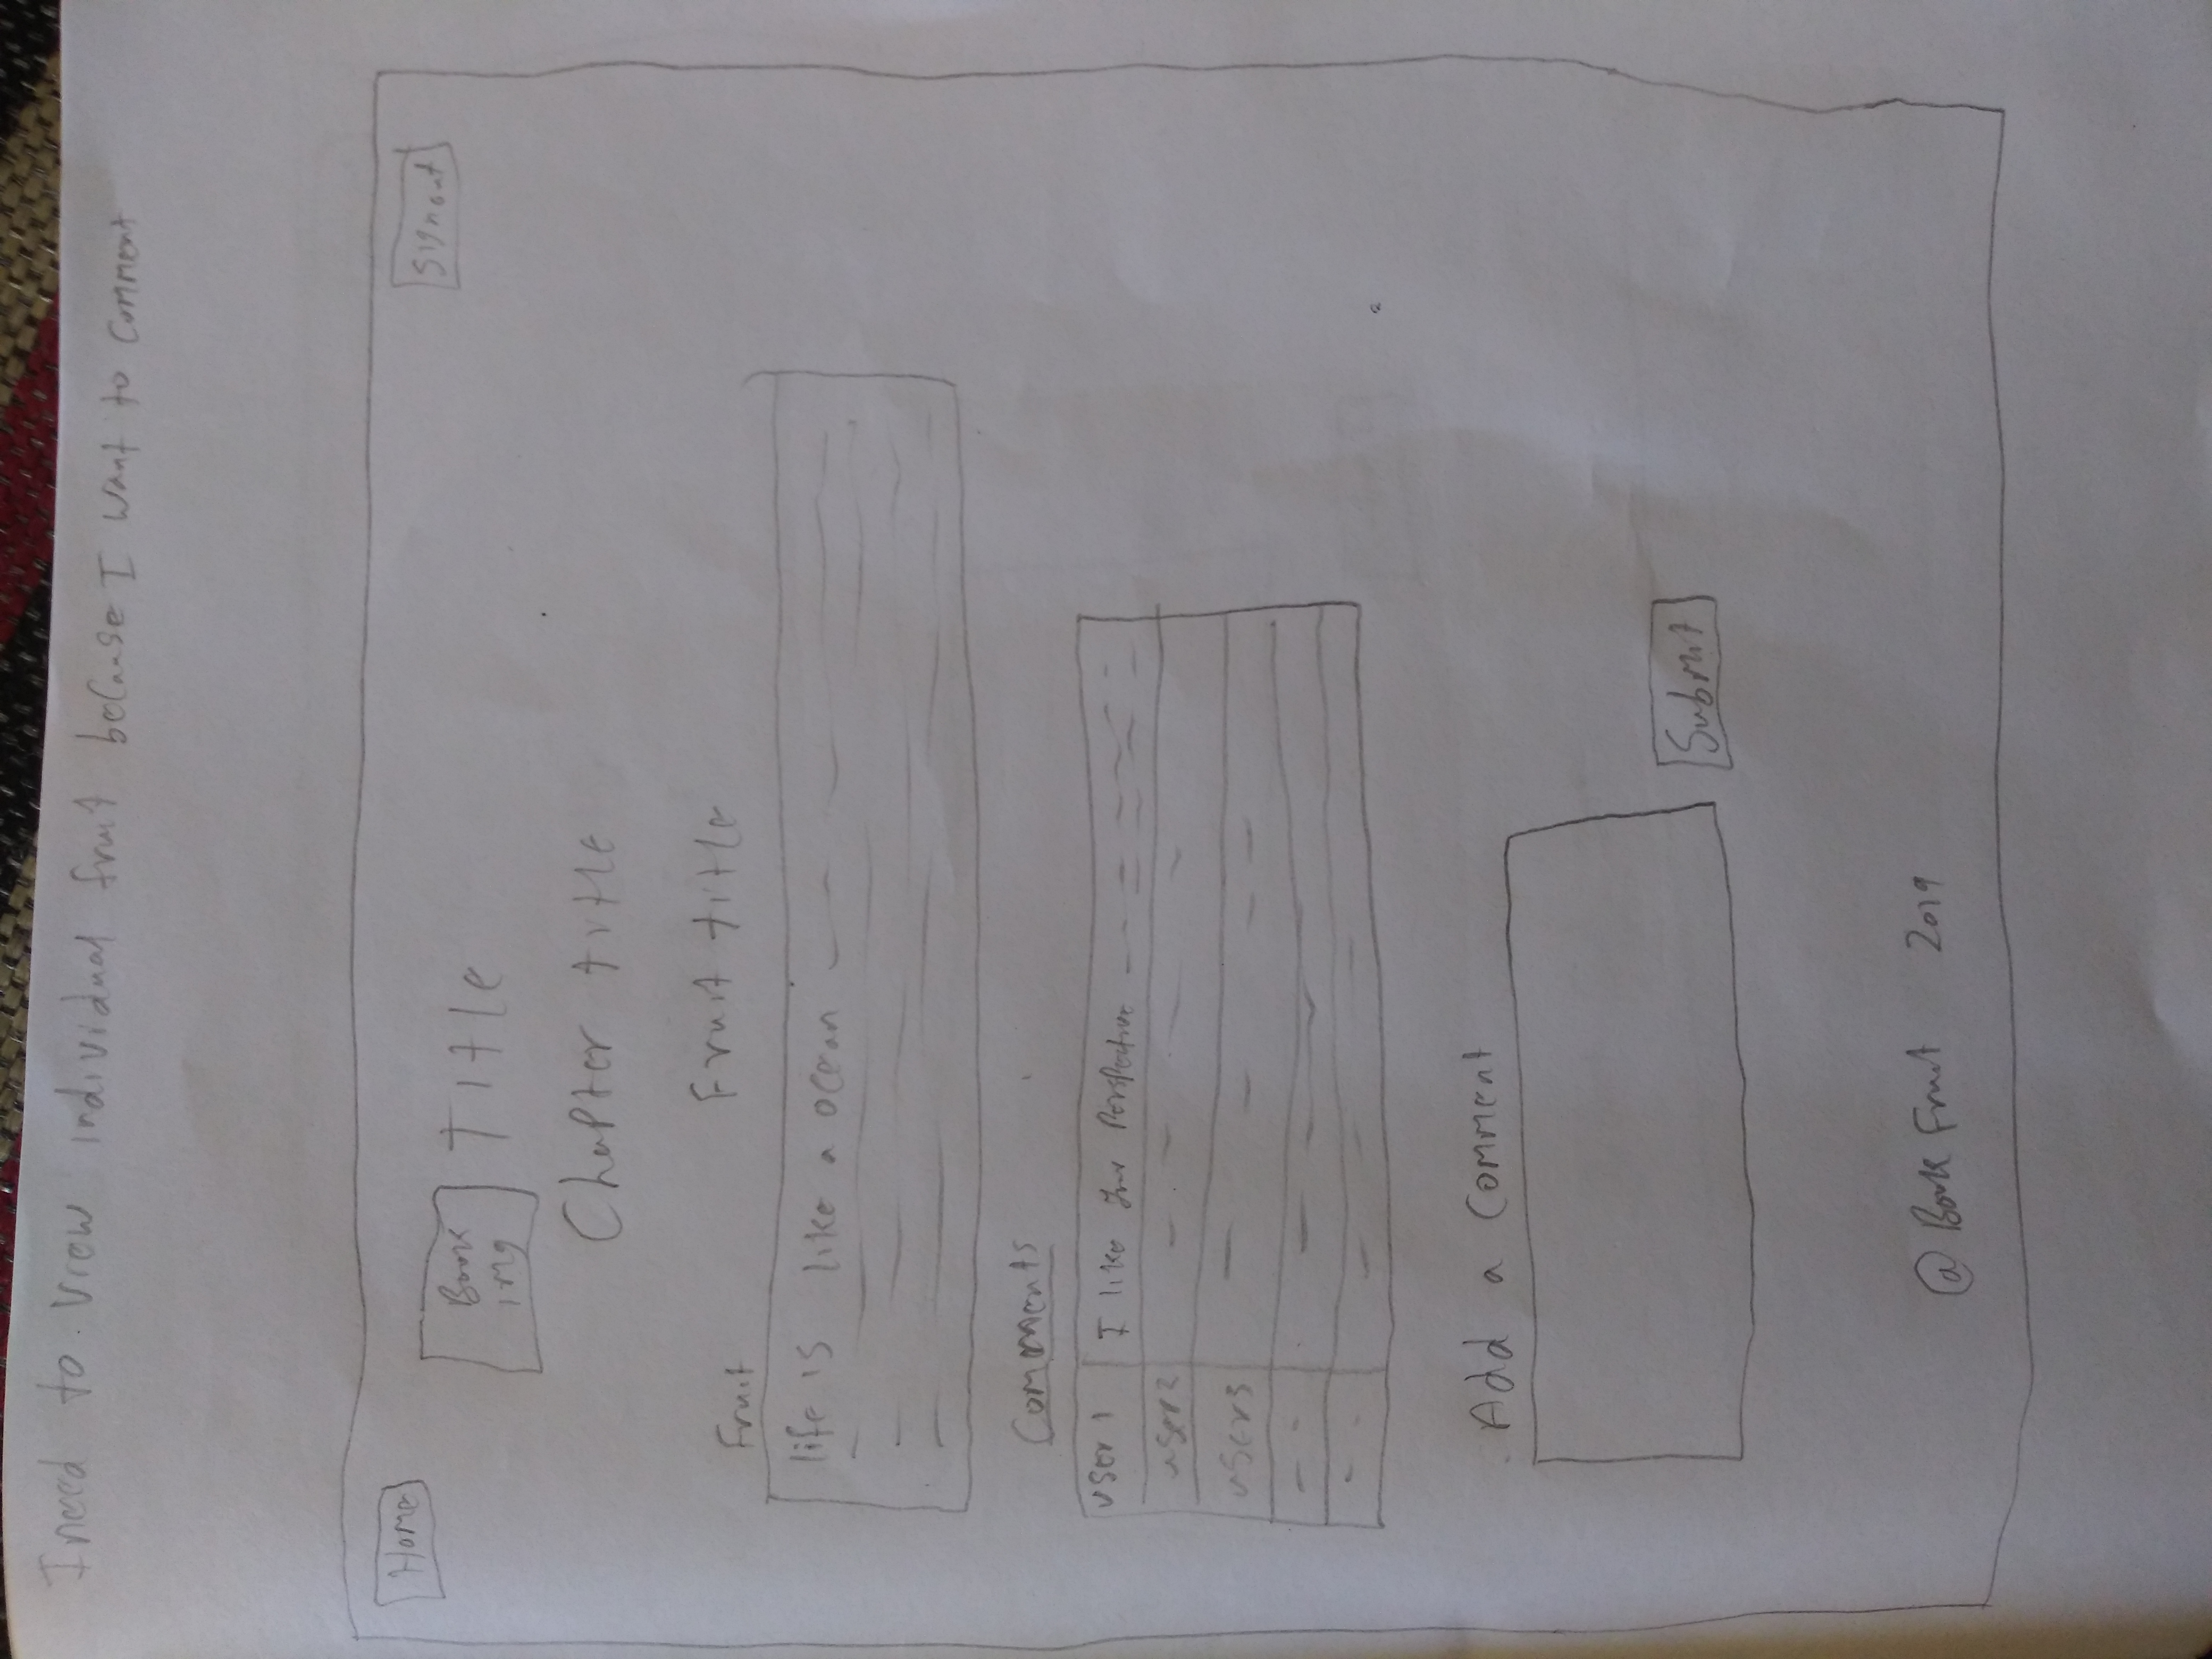 I need to view individual fruit because I want to comment
Home
Signout
Book
img
Title
Chapter title
Fruit title
Fruit
life is like a ocean
Comments
user 1 I like your Perspective
user2
user3
Add a Comment
Submit
@ Book Fruit 2019